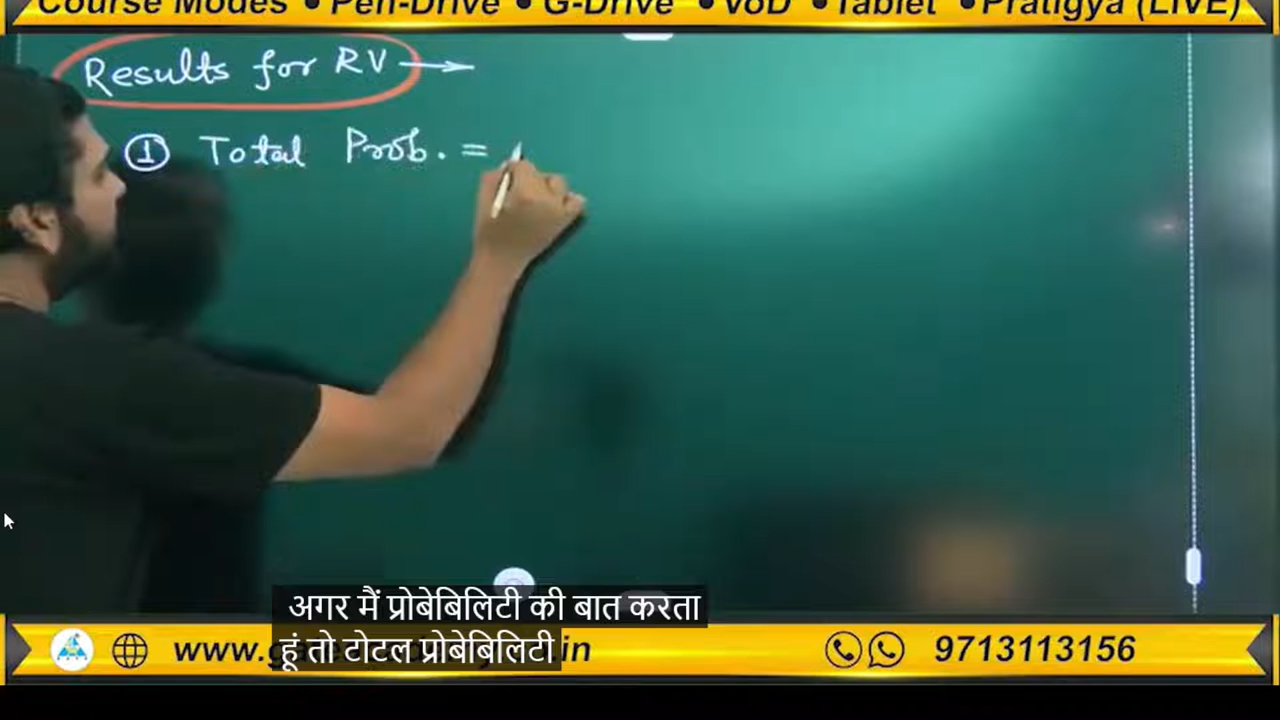 Course Modes • Pen-Drive • G-Drive • VoD • Tablet • Pratigya (LIVE)
Results for RV →
① Total Prob. =
अगर मैं प्रोबेबिलिटी की बात करता
हूं तो टोटल प्रोबेबिलिटी
9713113156